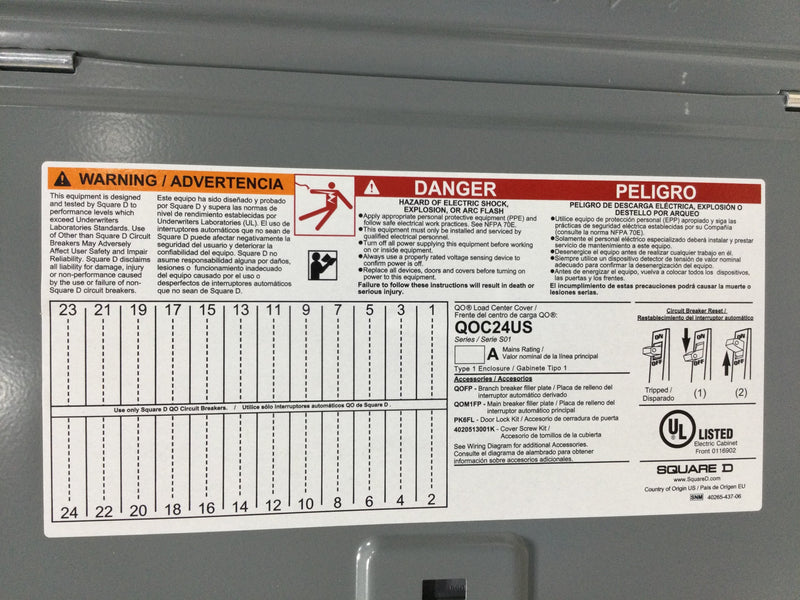 WARNING / ADVERTENCIA
This equipment is designed
and tested by Square D to
performance levels which
exceed Underwriters
Laboratories Standards. Use
of Other than Square D Circuit
Breakers May Adversely
Affect Use Safety and Impair
Reliability. Square D disclaims
all liability for damage, injury
or non-performance caused
by the use or failure of non-
Square D circuit breakers.
Este equipo ha sido diseñado y probado
por Square D y supera las normas de
nivel de rendimiento establecidas por
Underwriters Laboratories (UL). El uso de
interruptores automáticos que no sean de
Square D puede afectar negativamente la
seguridad del usuario y deteriorar la
confiabilidad del equipo. Square D no
asume responsabilidad alguna por daños,
lesiones o funcionamiento inadecuado
del equipo causado por el uso o
desperfectos de interruptores automáticos
que no sean de Square D.
DANGER
HAZARD OF ELECTRIC SHOCK,
EXPLOSION, OR ARC FLASH
●Apply appropriate personal protective equipment (PPE) and
follow safe electrical work practices. See NFPA 70E.
●This equipment must only be installed and serviced by
qualified electrical personnel.
●Turn off all power supplying this equipment before working
on or inside equipment.
●Always use a properly rated voltage sensing device to
confirm power is off.
●Replace all devices, doors and covers before turning on
power to this equipment.
Failure to follow these instructions will result in death or
serious injury.
PELIGRO
PELIGRO DE DESCARGA ELÉCTRICA, EXPLOSIÓN O
DESTELLO POR ARQUEO
●Utilice equipo de protección personal (EPP) apropiado y siga las
prácticas de seguridad eléctrica establecidas por su Compañía
(consulte la norma NFPA 70E).
●Solamente el personal eléctrico especializado deberá instalar y prestar
servicio de mantenimiento a este equipo.
●Desenergice el equipo antes de realizar cualquier trabajo en él.
●Siempre utilice un dispositivo detector de tensión de valor nominal
adecuado para confirmar la desenergización del equipo.
●Antes de energizar el equipo, vuelva a colocar todos los dispositivos,
las puertas y los frentes.
El incumplimiento de estas precauciones podrá causar la muerte o
lesiones serias.
23 21 19 17 15 13 11 9 7 5 3 1
Use only Square D QO Circuit Breakers. / Utilice sólo interruptores automáticos QO de Square D .
24 22 20 18 16 14 12 10 8 6 4 2
QO® Load Center Cover /
Frente del centro de carga QO®:
QOC24US
Series / Serie S01
A Mains Rating /
Valor nominal de la línea principal
Type 1 Enclosure / Gabinete Tipo 1
Accessories / Accesorios
QOFP - Branch breaker filler plate / Placa de relleno del
interruptor automático derivado
QOM1FP - Main breaker filler plate / Placa de relleno del
interruptor automático principal
PK6FL - Door Lock Kit / Accesorio de cerradura de puerta
4020513001K - Cover Screw Kit /
Accesorio de tornillos de la cubierta
See Wiring Diagram for additional Accessories.
Consulte el diagrama de alambrado para obtener
información sobre accesorios adicionales.
Circuit Breaker Reset /
Restablecimiento del interruptor automático
ON ON ON
OFF OFF OFF
Tripped /
Disparado
(1) (2)
UL
LISTED
Electric Cabinet
Front 0116902
SQUARE D
www.SquareD.com
Country of Origin US / País de Origen EU
SNM 40265-437-06